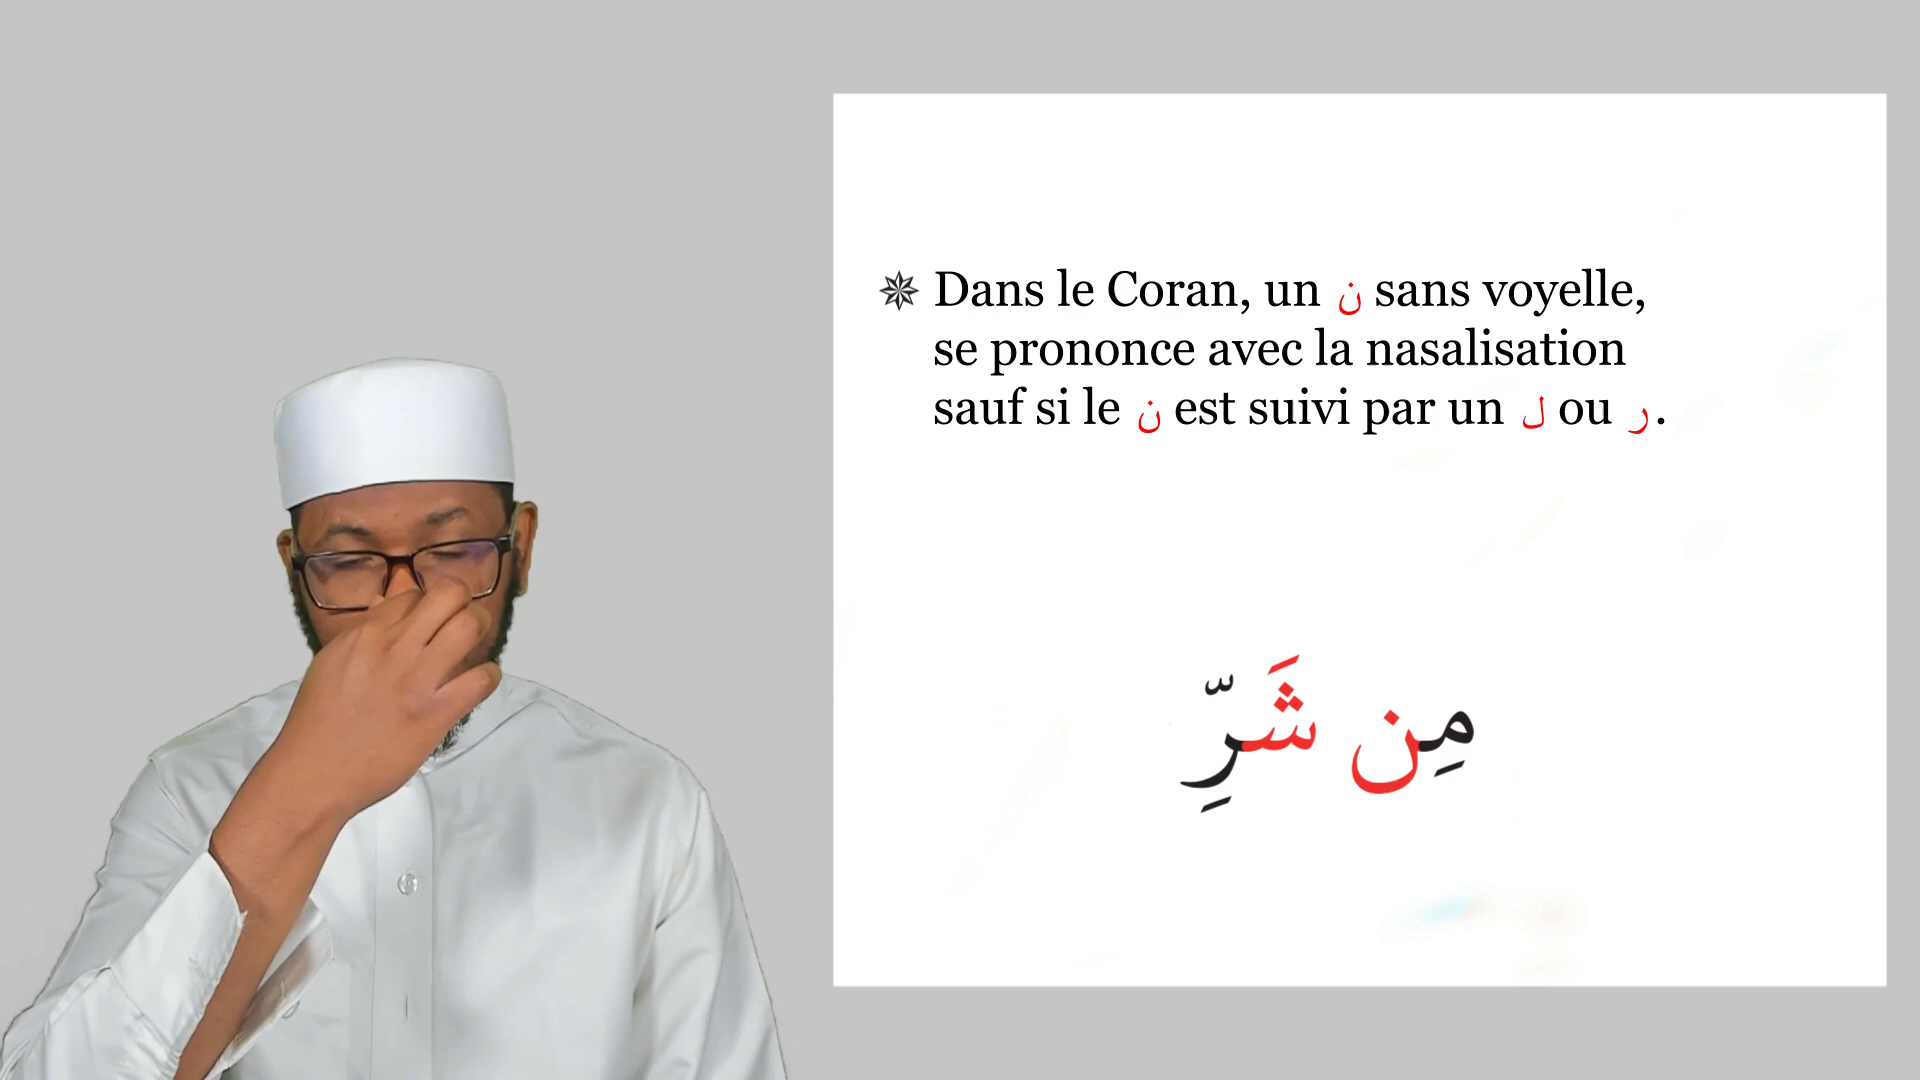 Dans le Coran, un ن sans voyelle,
se prononce avec la nasalisation
sauf si le ن est suivi par un ل ou ر.
مِن شَرِّ